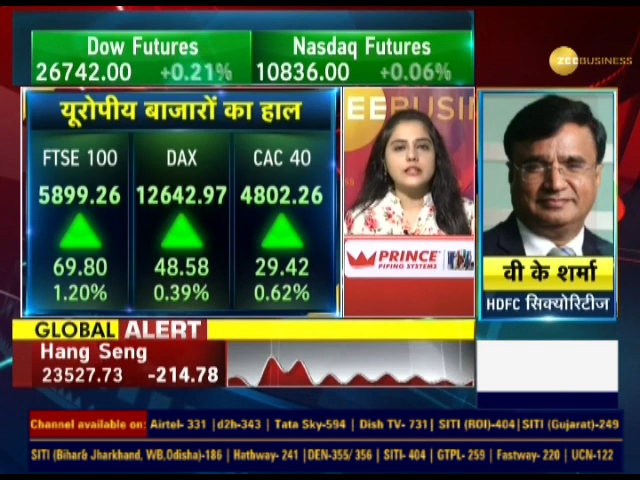 Dow Futures
26742.00 +0.21%
Nasdaq Futures
10836.00 +0.06%
ZEEBUSINESS
यूरोपीय बाजारों का हाल
FTSE 100 DAX CAC 40
5899.26 12642.97 4802.26
69.80 48.58 29.42
1.20% 0.39% 0.62%
EEBUSIN
PRINCE
PIPING SYSTEMS
वी के शर्मा
HDFC सिक्योरिटीज
GLOBAL ALERT
Hang Seng
23527.73 -214.78
Channel available on: Airtel- 331 |d2h-343 | Tata Sky-594 | Dish TV- 731| SITI (ROI)-404|SITI (Gujarat)-249
SITI (Bihar& Jharkhand, WB,Odisha)-186 | Hathway- 241 |DEN-355/ 356 | SITI- 404 | GTPL- 259 | Fastway- 220 | UCN-122